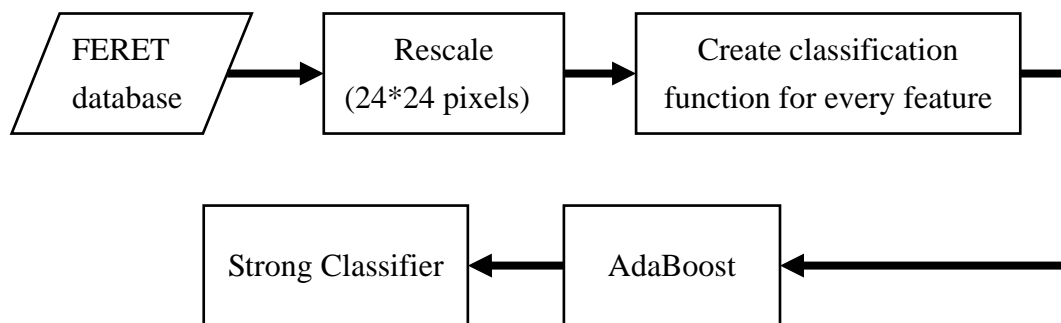 FERET
database
Rescale
(24*24 pixels)
Create classification
function for every feature
Strong Classifier
AdaBoost